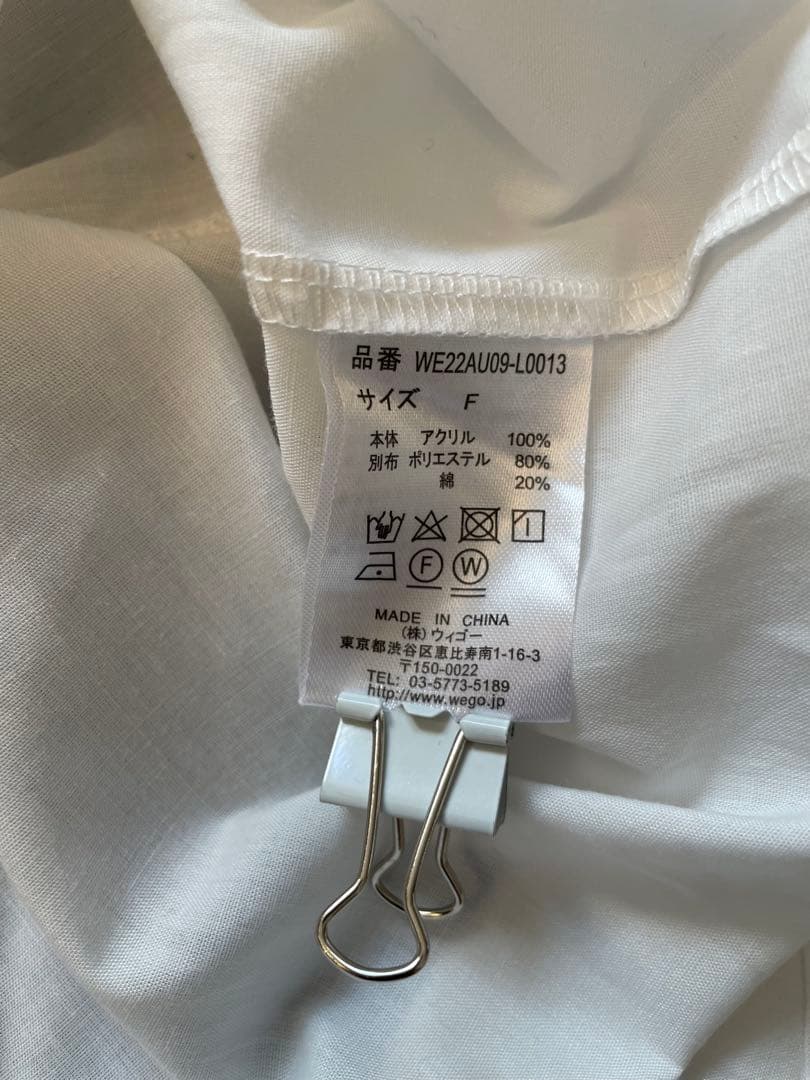 品番 WE22AU09-L0013
サイズ F
本体 アクリル 100%
別布 ポリエステル 80%
綿 20%
F W
MADE IN CHINA
(株)ウィゴー
東京都渋谷区恵比寿南1-16-3
〒150-0022
TEL: 03-5773-5189
http://www.wego.jp